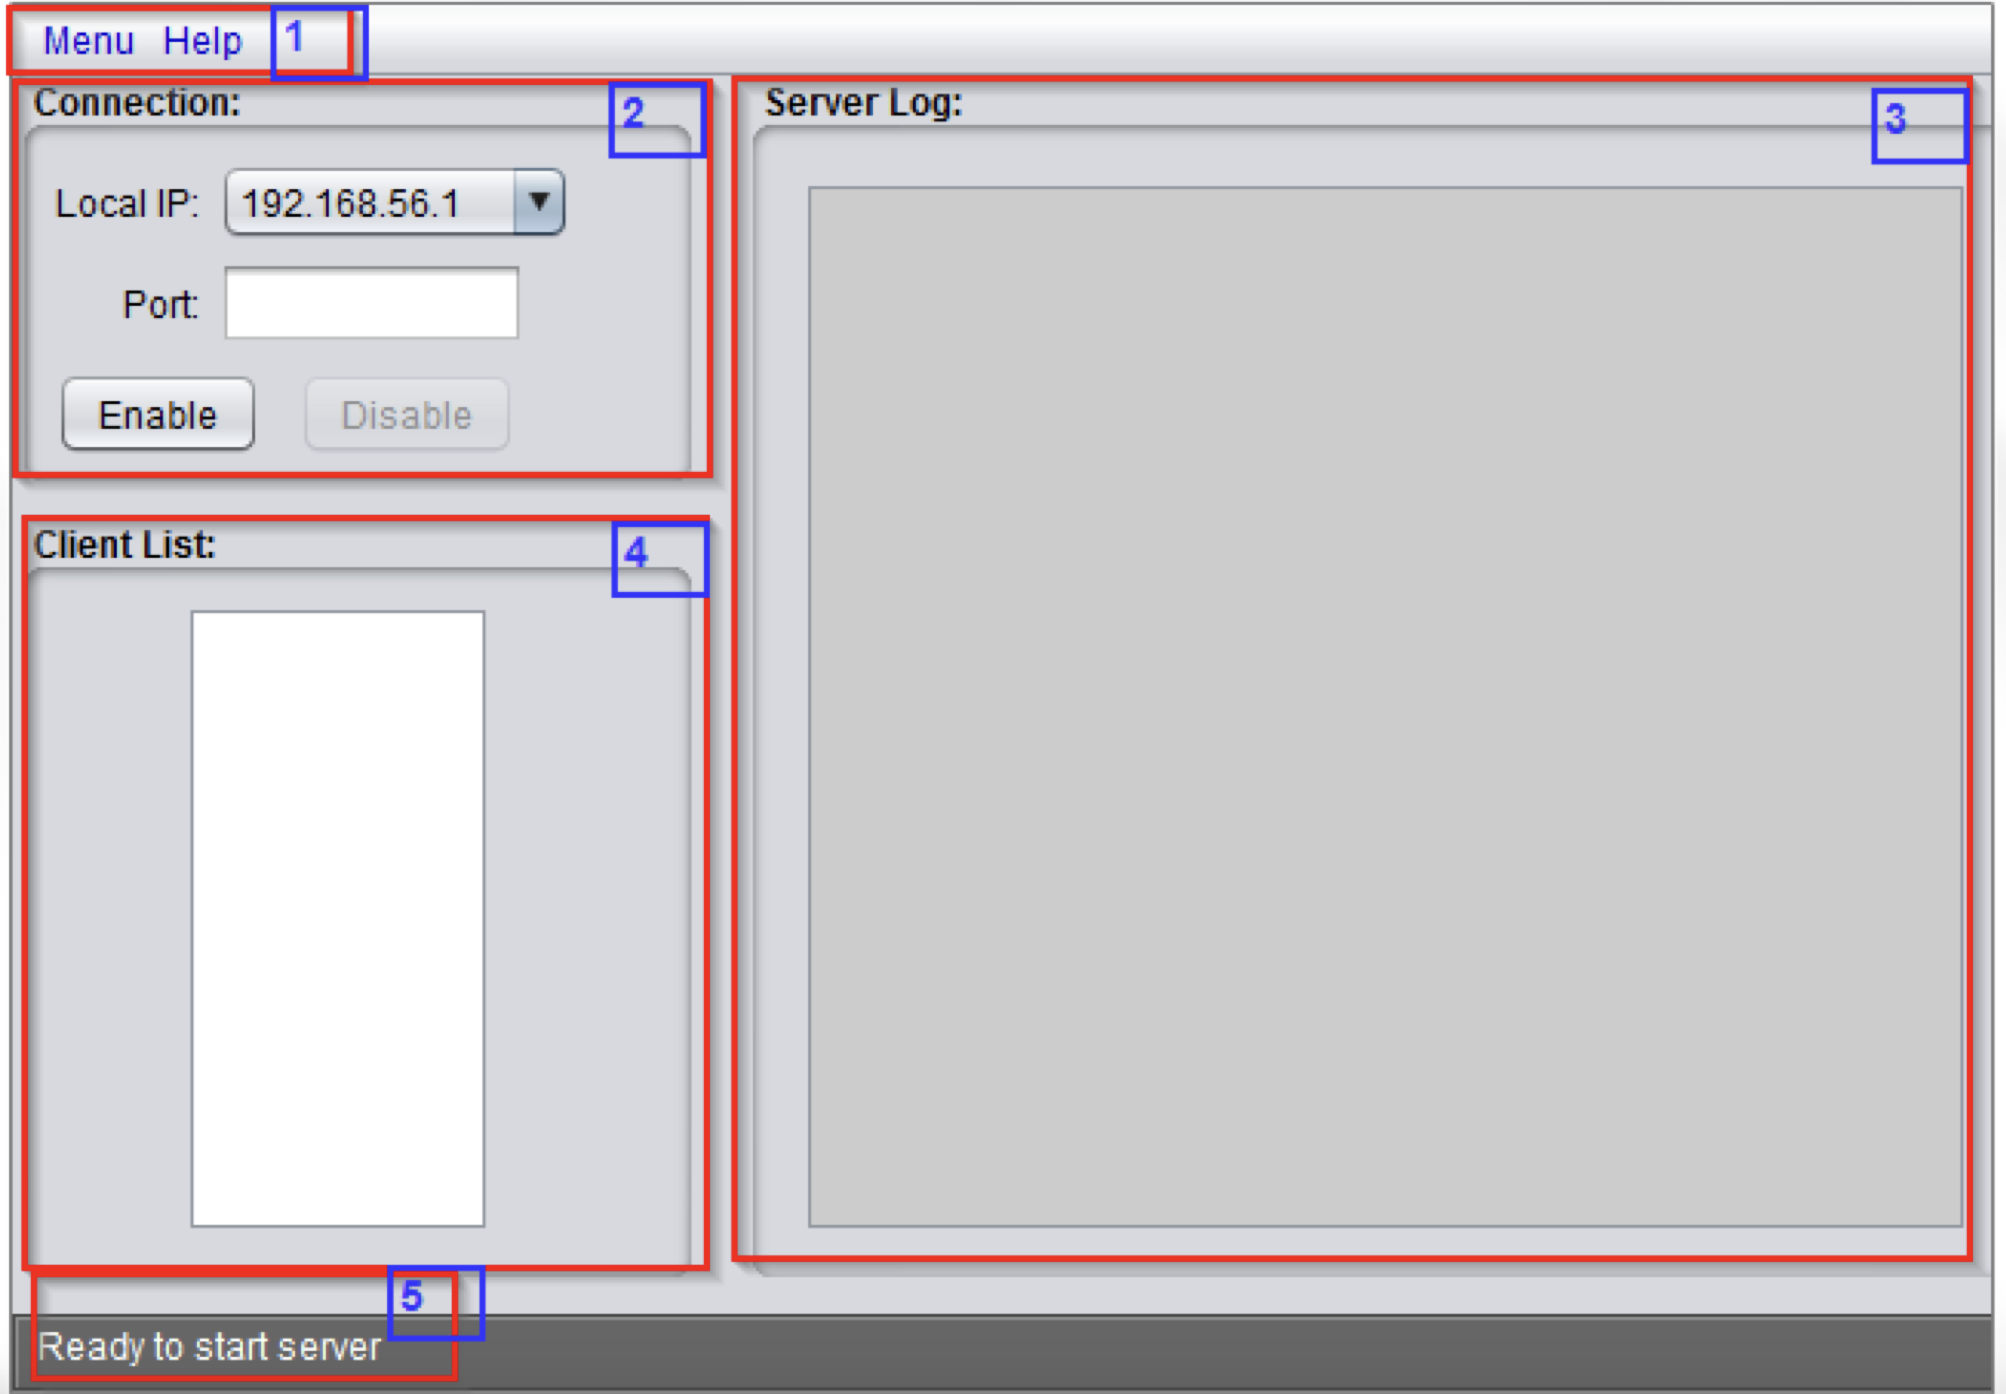 Menu Help 1
Connection: 2
Local IP: 192.168.56.1
Port:
Enable Disable
Client List: 4
Server Log: 3
5
Ready to start server